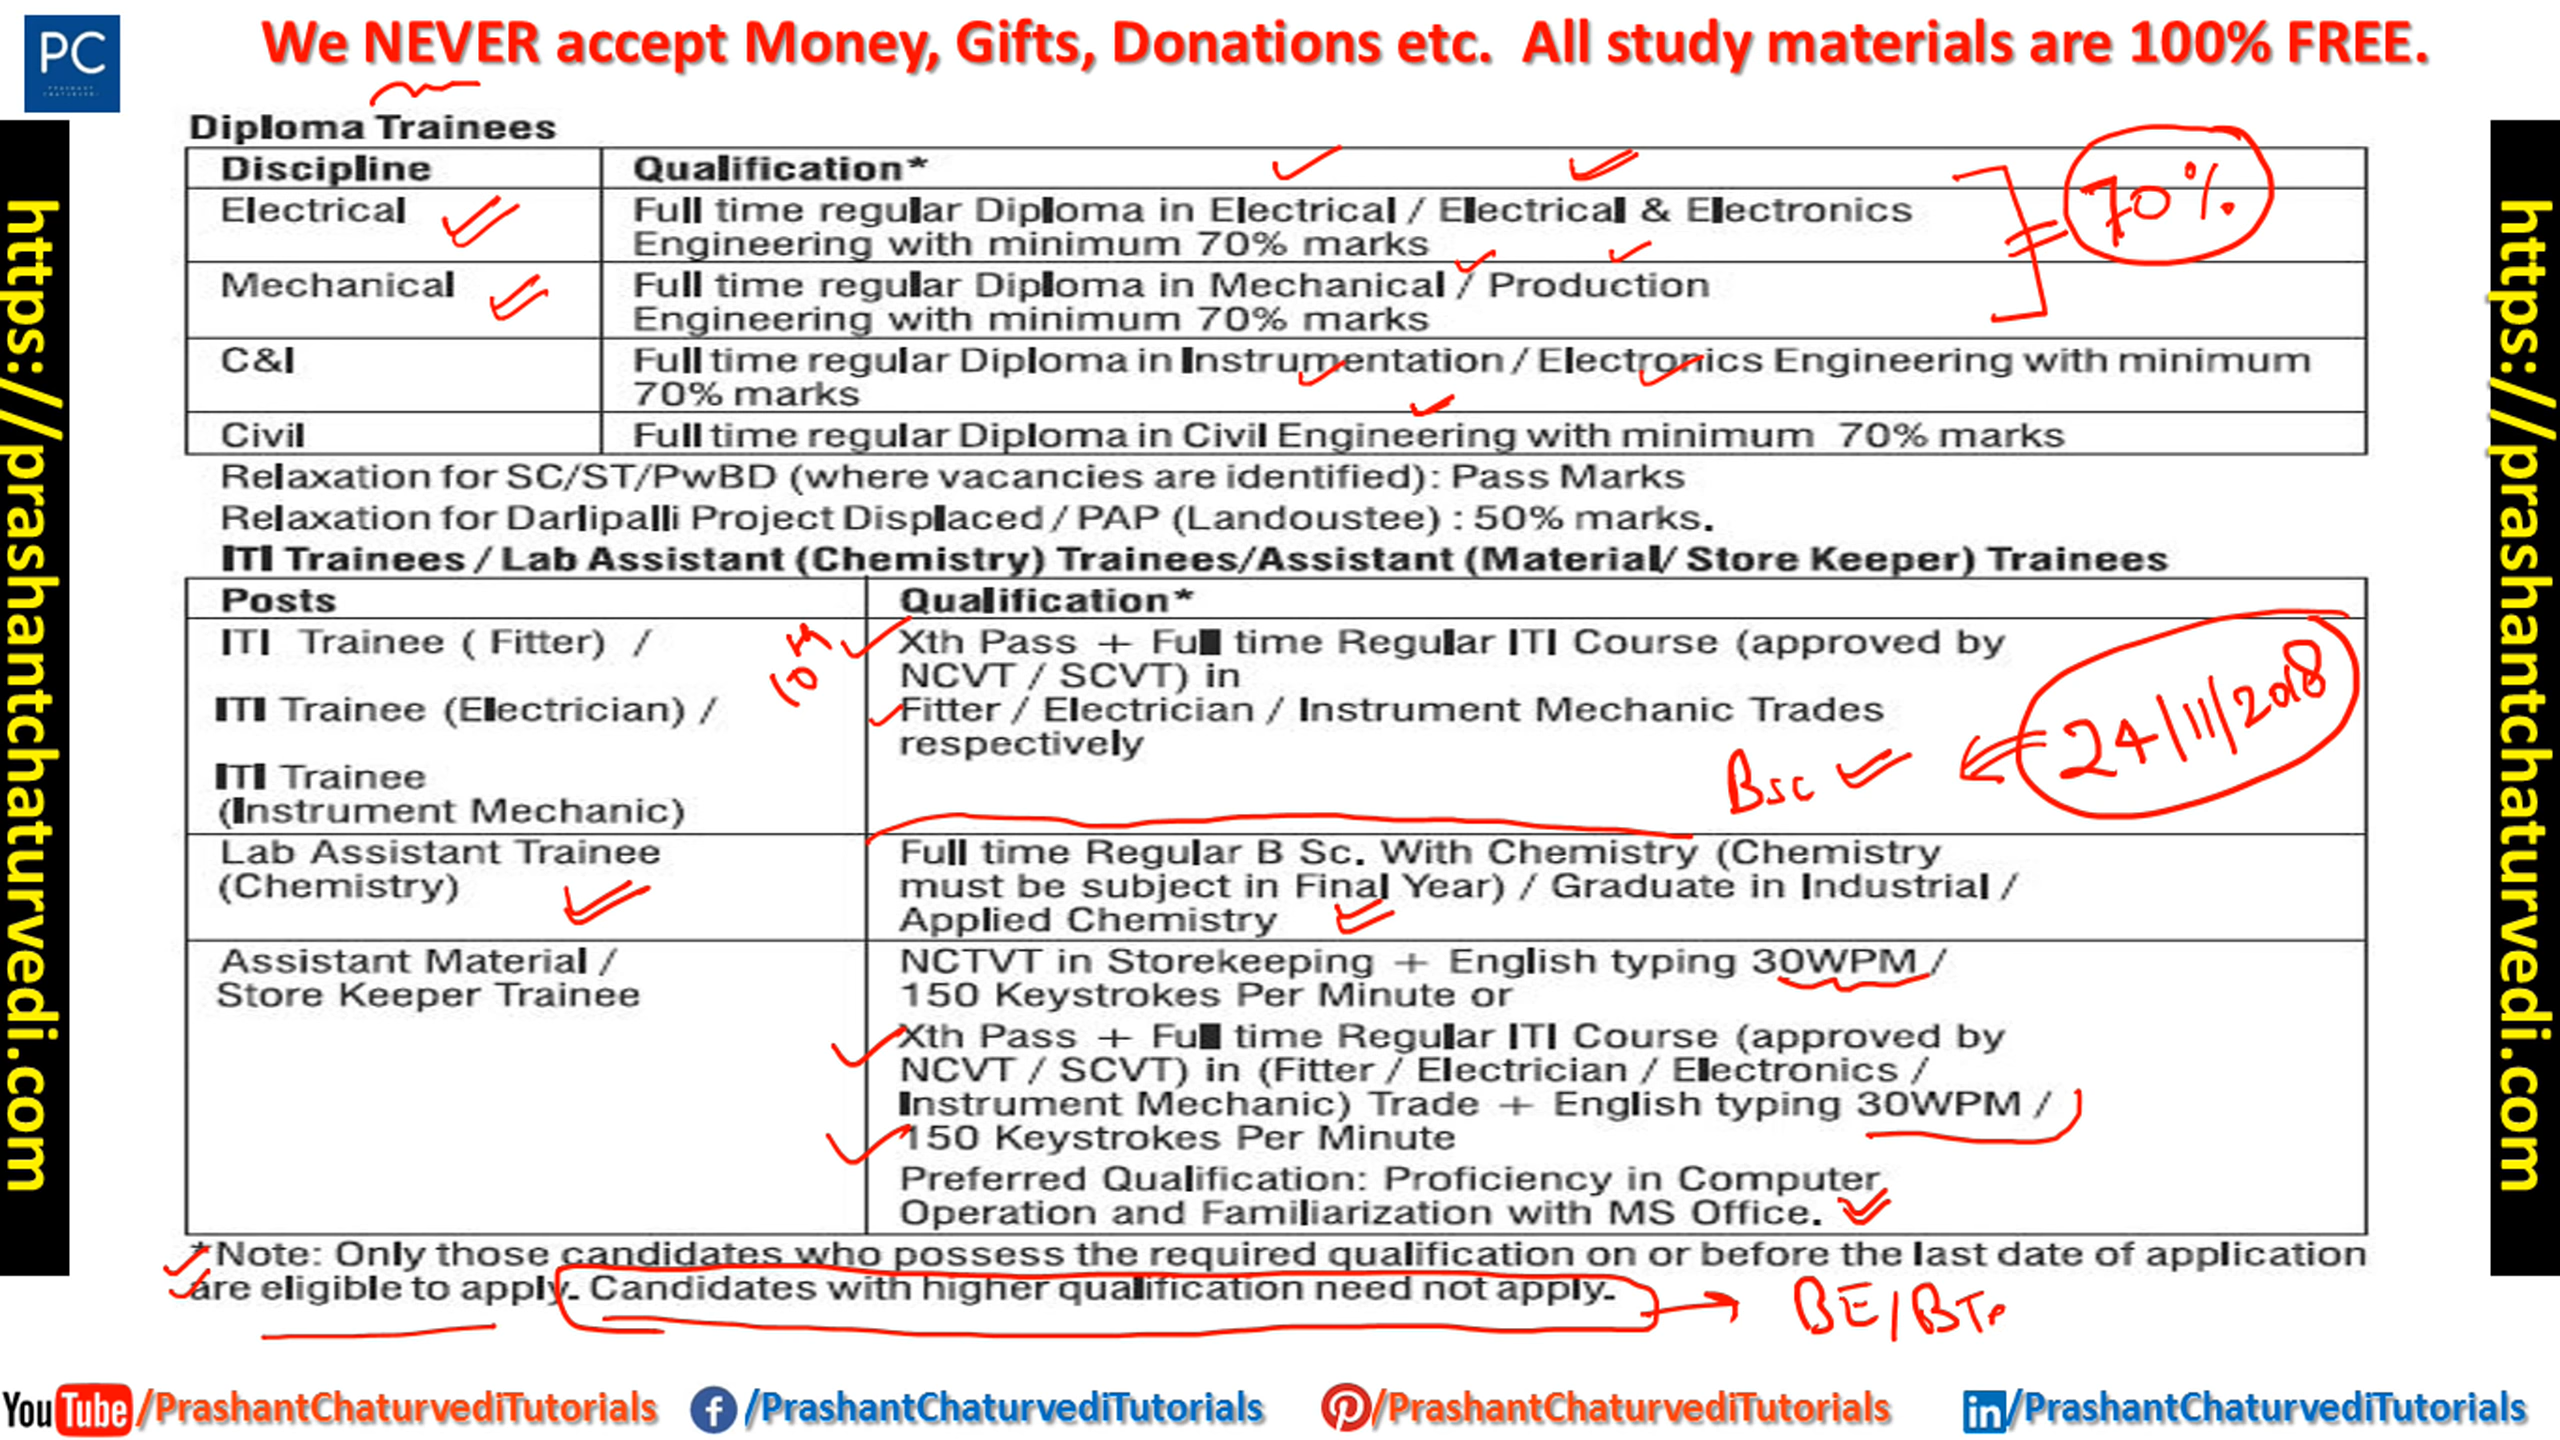 PC
PRASHANT
CHATURVEDI
We NEVER accept Money, Gifts, Donations etc. All study materials are 100% FREE.
https://prashantchaturvedi.com
https://prashantchaturvedi.com
Diploma Trainees
Discipline Qualification*
Electrical Full time regular Diploma in Electrical / Electrical & Electronics
Engineering with minimum 70% marks
70%
Mechanical Full time regular Diploma in Mechanical / Production
Engineering with minimum 70% marks
C&I Full time regular Diploma in Instrumentation / Electronics Engineering with minimum
70% marks
Civil Full time regular Diploma in Civil Engineering with minimum 70% marks
Relaxation for SC/ST/PwBD (where vacancies are identified): Pass Marks
Relaxation for Darlipalli Project Displaced / PAP (Landoustee) : 50% marks.
ITI Trainees / Lab Assistant (Chemistry) Trainees/Assistant (Material/ Store Keeper) Trainees
Posts Qualification*
ITI Trainee ( Fitter) / Xth Pass + Full time Regular ITI Course (approved by
10th
NCVT / SCVT) in
ITI Trainee (Electrician) / Fitter / Electrician / Instrument Mechanic Trades
respectively
24/11/2018
Bsc
ITI Trainee
(Instrument Mechanic)
Lab Assistant Trainee Full time Regular B Sc. With Chemistry (Chemistry
(Chemistry) must be subject in Final Year) / Graduate in Industrial /
Applied Chemistry
Assistant Material / NCTVT in Storekeeping + English typing 30WPM /
Store Keeper Trainee 150 Keystrokes Per Minute or
Xth Pass + Full time Regular ITI Course (approved by
NCVT / SCVT) in (Fitter / Electrician / Electronics /
Instrument Mechanic) Trade + English typing 30WPM /
150 Keystrokes Per Minute
Preferred Qualification: Proficiency in Computer
Operation and Familiarization with MS Office.
*Note: Only those candidates who possess the required qualification on or before the last date of application
are eligible to apply. Candidates with higher qualification need not apply.
BE/BTe
YouTube/PrashantChaturvediTutorials f/PrashantChaturvediTutorials /PrashantChaturvediTutorials in/PrashantChaturvediTutorials